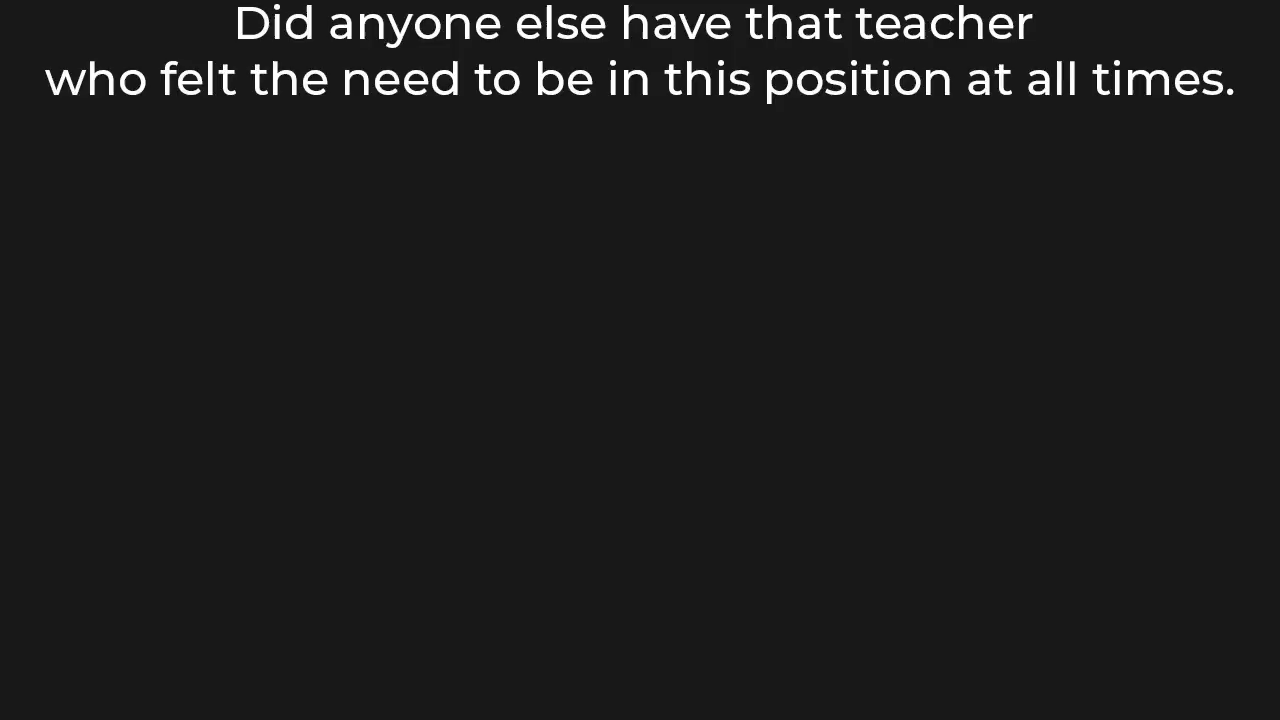 Did anyone else have that teacher
who felt the need to be in this position at all times.